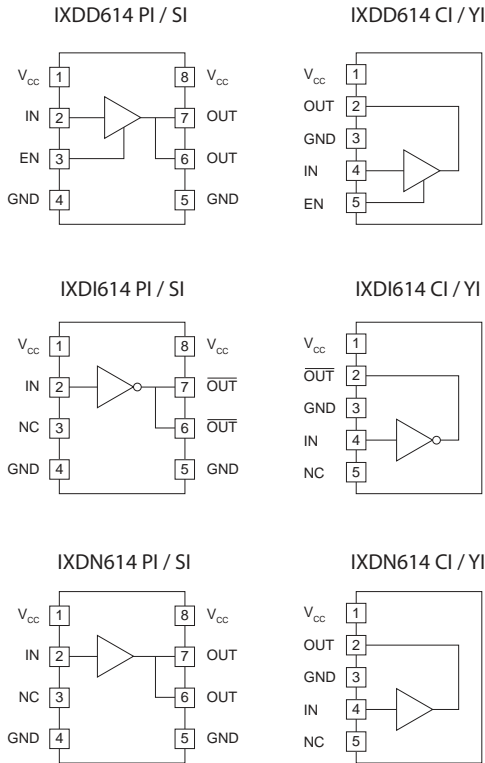 IXDD614 PI / SI
VCC 1 8 VCC
IN 2 7 OUT
EN 3 6 OUT
GND 4 5 GND
IXDD614 CI / YI
VCC 1
OUT 2
GND 3
IN 4
EN 5
IXDI614 PI / SI
VCC 1 8 VCC
IN 2 7 O̅U̅T̅
NC 3 6 O̅U̅T̅
GND 4 5 GND
IXDI614 CI / YI
VCC 1
O̅U̅T̅ 2
GND 3
IN 4
NC 5
IXDN614 PI / SI
VCC 1 8 VCC
IN 2 7 OUT
NC 3 6 OUT
GND 4 5 GND
IXDN614 CI / YI
VCC 1
OUT 2
GND 3
IN 4
NC 5